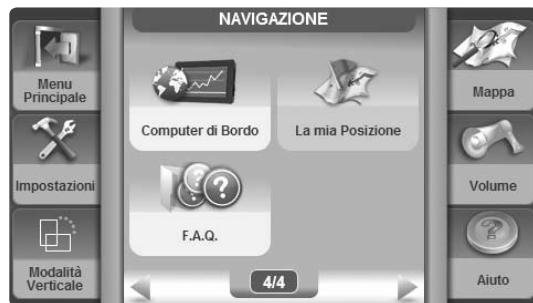 NAVIGAZIONE
Menu
Principale
Computer di Bordo
La mia Posizione
Mappa
Impostazioni
F.A.Q.
Volume
Modalità
Verticale
4/4
Aiuto